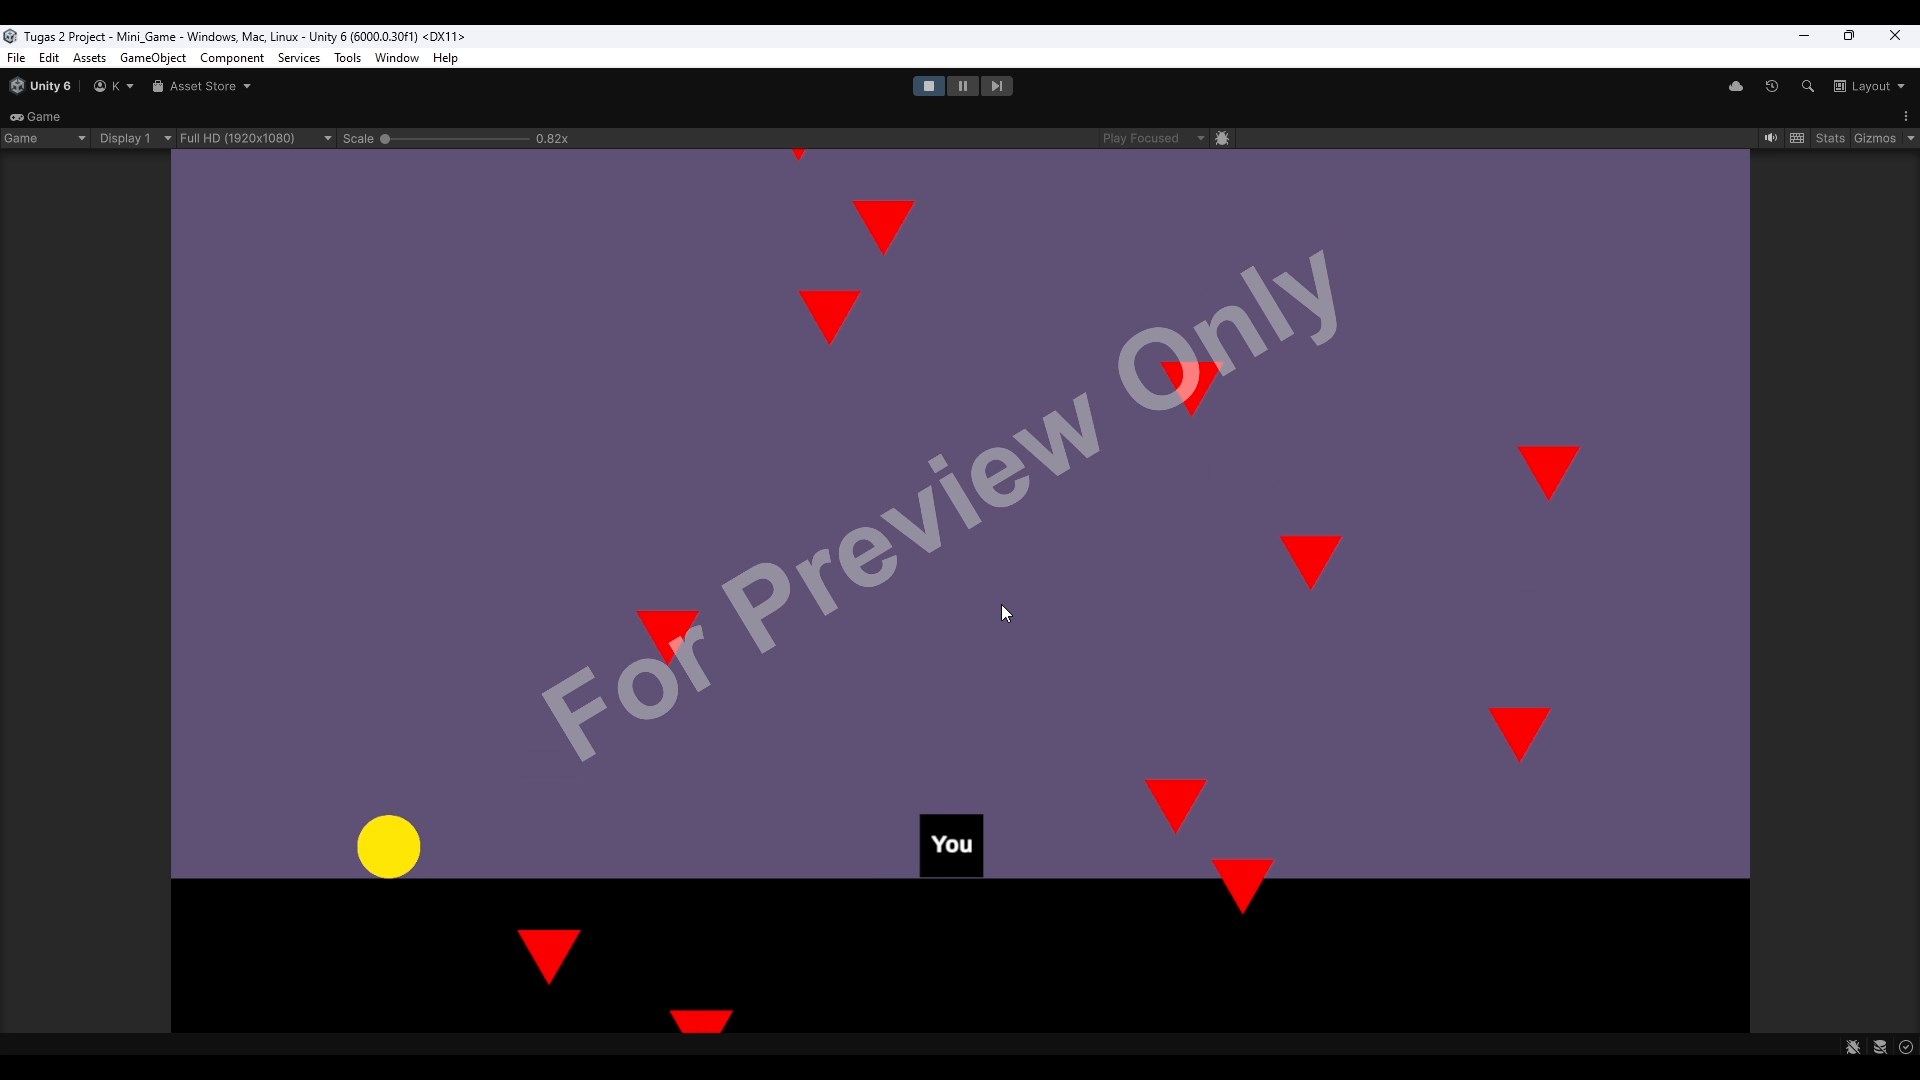 Tugas 2 Project - Mini_Game - Windows, Mac, Linux - Unity 6 (6000.0.30f1) <DX11>
File Edit Assets GameObject Component Services Tools Window Help
Unity 6 K Asset Store Layout
Game
Game Display 1 Full HD (1920x1080) Scale 0.82x Play Focused Stats Gizmos
For Preview Only
You